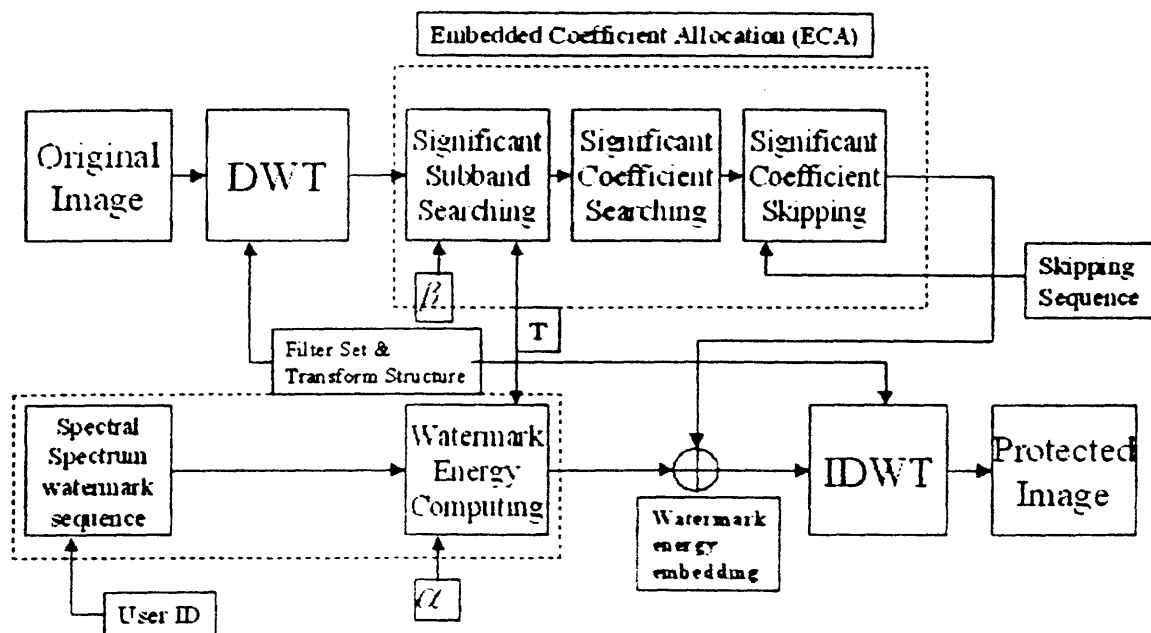 Embedded Coefficient Allocation (ECA)
Original
Image
DWT
Significant
Subband
Searching
Significant
Coefficient
Searching
Significant
Coefficient
Skipping
β
T
Skipping
Sequence
Filter Set &
Transform Structure
Spectral
Spectrum
watermark
sequence
Watermark
Energy
Computing
IDWT
Protected
Image
Watermark
energy
embedding
α
User ID